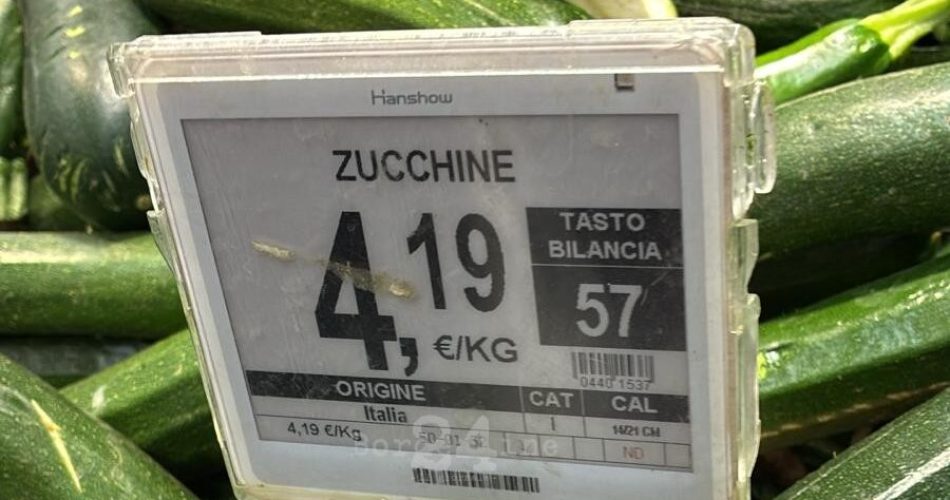 Hanshow
ZUCCHINE
4,19 €/KG
TASTO
BILANCIA
57
0440 1537
ORIGINE CAT CAL
Italia I 14/21 CM
4,19 €/Kg ND
24